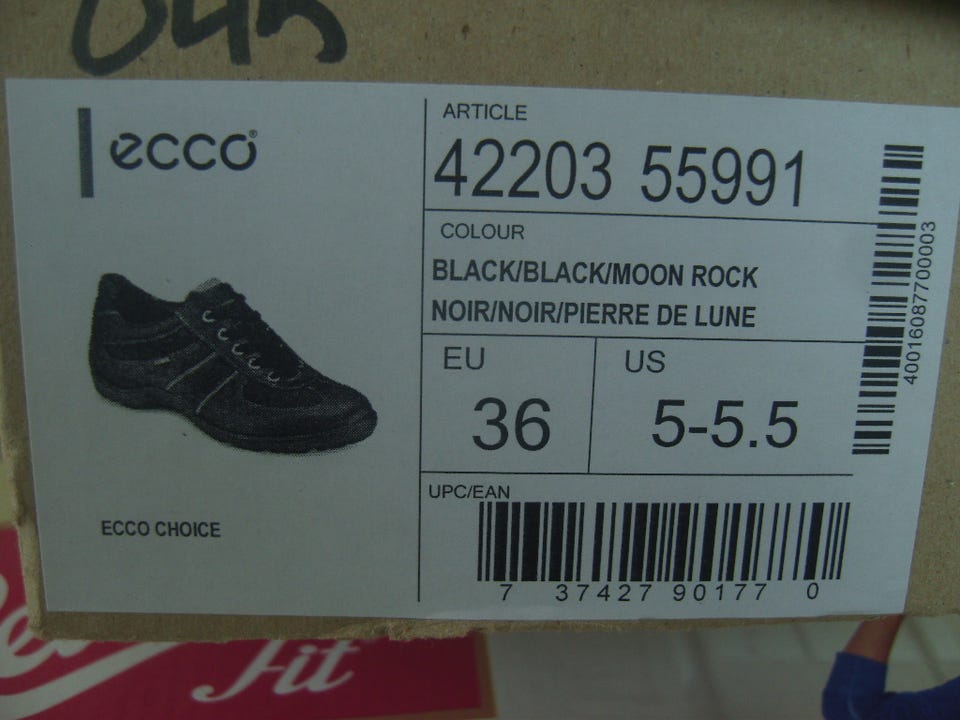 ecco®
ECCO CHOICE
ARTICLE
42203 55991
COLOUR
BLACK/BLACK/MOON ROCK
NOIR/NOIR/PIERRE DE LUNE
EU
36
US
5-5.5
UPC/EAN
7 37427 90177 0
4001608770003
fit